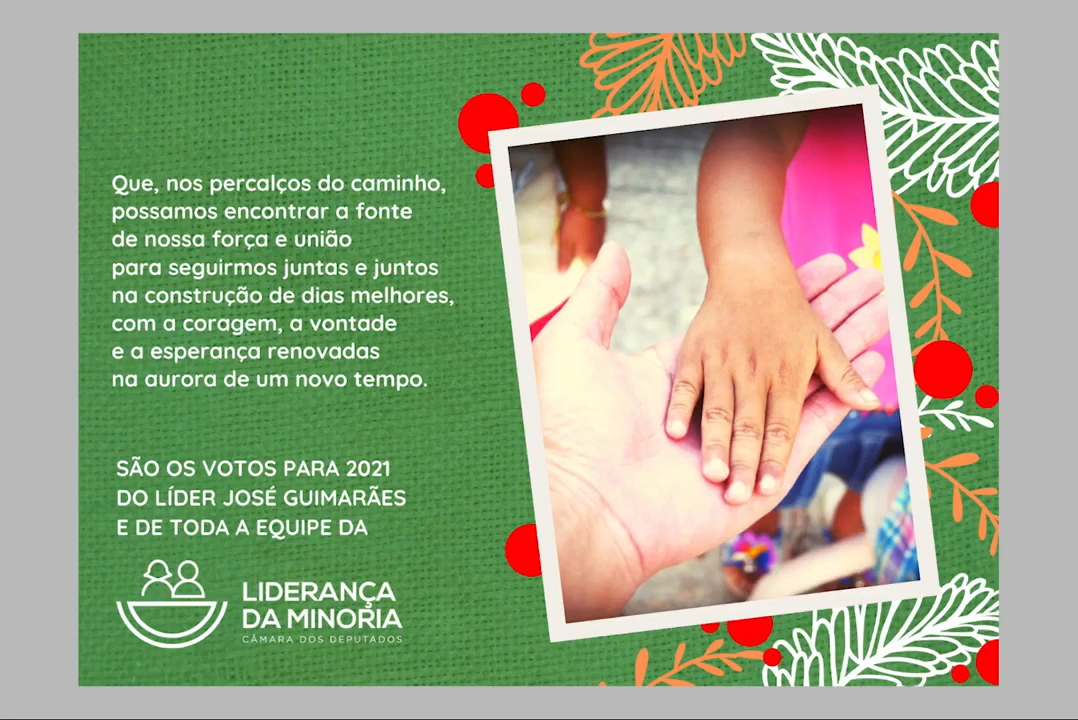 Que, nos percalços do caminho,
possamos encontrar a fonte
de nossa força e união
para seguirmos juntas e juntos
na construção de dias melhores,
com a coragem, a vontade
e a esperança renovadas
na aurora de um novo tempo.
SÃO OS VOTOS PARA 2021
DO LÍDER JOSÉ GUIMARÃES
E DE TODA A EQUIPE DA
LIDERANÇA
DA MINORIA
CÂMARA DOS DEPUTADOS